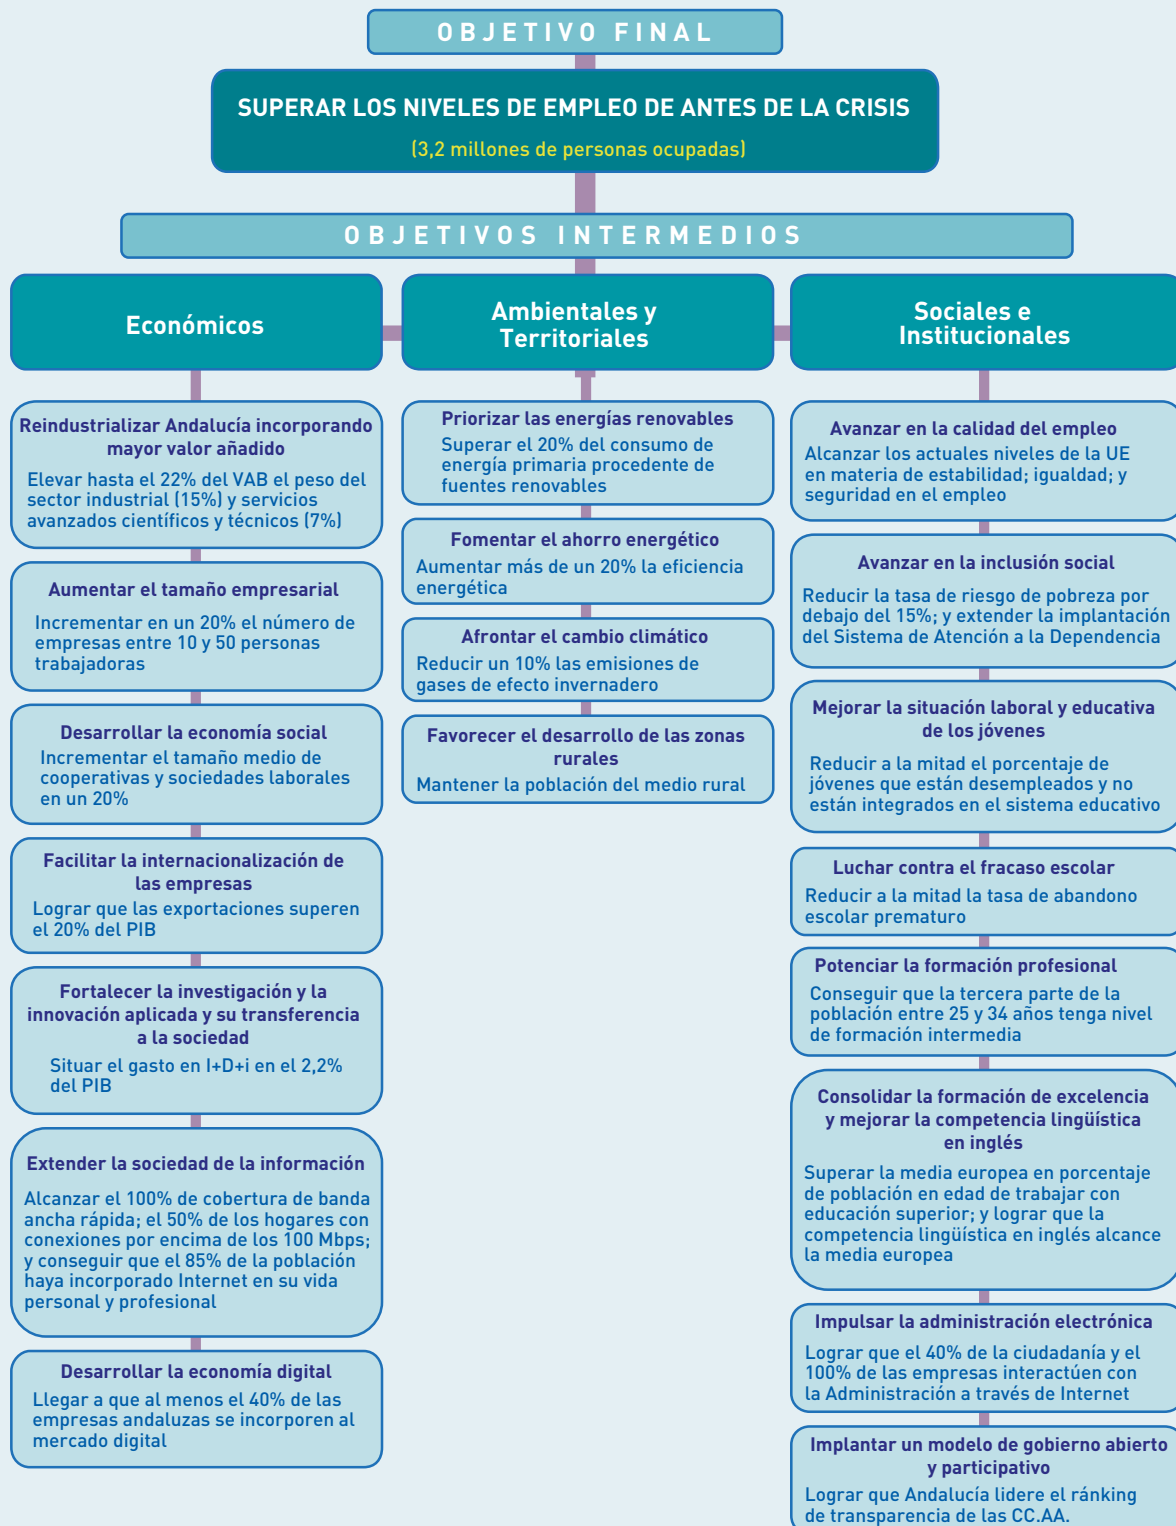 OBJETIVO FINAL
SUPERAR LOS NIVELES DE EMPLEO DE ANTES DE LA CRISIS
(3,2 millones de personas ocupadas)
OBJETIVOS INTERMEDIOS
Económicos
Reindustrializar Andalucía incorporando
mayor valor añadido
Elevar hasta el 22% del VAB el peso del
sector industrial (15%) y servicios
avanzados científicos y técnicos (7%)
Aumentar el tamaño empresarial
Incrementar en un 20% el número de
empresas entre 10 y 50 personas
trabajadoras
Desarrollar la economía social
Incrementar el tamaño medio de
cooperativas y sociedades laborales
en un 20%
Facilitar la internacionalización de
las empresas
Lograr que las exportaciones superen
el 20% del PIB
Fortalecer la investigación y la
innovación aplicada y su transferencia
a la sociedad
Situar el gasto en I+D+i en el 2,2%
del PIB
Extender la sociedad de la información
Alcanzar el 100% de cobertura de banda
ancha rápida; el 50% de los hogares con
conexiones por encima de los 100 Mbps;
y conseguir que el 85% de la población
haya incorporado Internet en su vida
personal y profesional
Desarrollar la economía digital
Llegar a que al menos el 40% de las
empresas andaluzas se incorporen al
mercado digital
Ambientales y
Territoriales
Priorizar las energías renovables
Superar el 20% del consumo de
energía primaria procedente de
fuentes renovables
Fomentar el ahorro energético
Aumentar más de un 20% la eficiencia
energética
Afrontar el cambio climático
Reducir un 10% las emisiones de
gases de efecto invernadero
Favorecer el desarrollo de las zonas
rurales
Mantener la población del medio rural
Sociales e
Institucionales
Avanzar en la calidad del empleo
Alcanzar los actuales niveles de la UE
en materia de estabilidad; igualdad; y
seguridad en el empleo
Avanzar en la inclusión social
Reducir la tasa de riesgo de pobreza por
debajo del 15%; y extender la implantación
del Sistema de Atención a la Dependencia
Mejorar la situación laboral y educativa
de los jóvenes
Reducir a la mitad el porcentaje de
jóvenes que están desempleados y no
están integrados en el sistema educativo
Luchar contra el fracaso escolar
Reducir a la mitad la tasa de abandono
escolar prematuro
Potenciar la formación profesional
Conseguir que la tercera parte de la
población entre 25 y 34 años tenga nivel
de formación intermedia
Consolidar la formación de excelencia
y mejorar la competencia lingüística
en inglés
Superar la media europea en porcentaje
de población en edad de trabajar con
educación superior; y lograr que la
competencia lingüística en inglés alcance
la media europea
Impulsar la administración electrónica
Lograr que el 40% de la ciudadanía y el
100% de las empresas interactúen con
la Administración a través de Internet
Implantar un modelo de gobierno abierto
y participativo
Lograr que Andalucía lidere el ránking
de transparencia de las CC.AA.